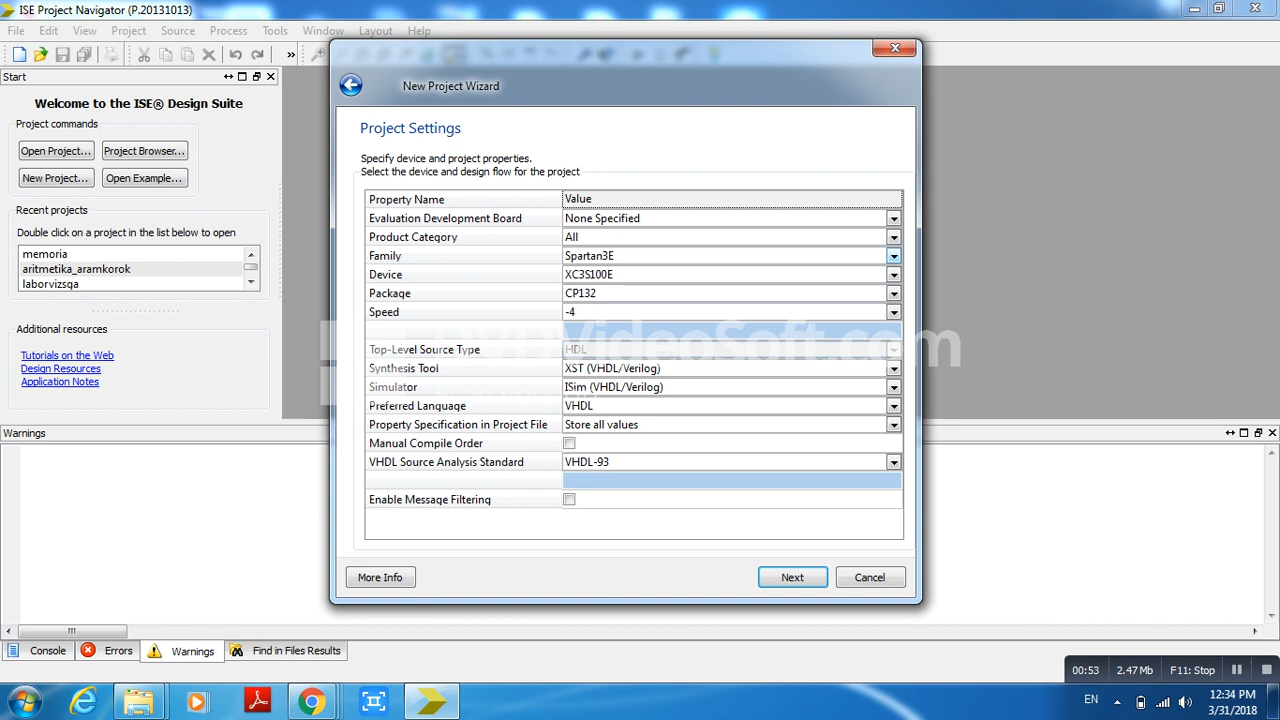 ISE Project Navigator (P.20131013)
File Edit View Project Source Process Tools Window Layout Help
Start
Welcome to the ISE® Design Suite
Project commands
Open Project... Project Browser...
New Project... Open Example...
Recent projects
Double click on a project in the list below to open
memoria
aritmetika_aramkorok
laborvizsga
Additional resources
Tutorials on the Web
Design Resources
Application Notes
New Project Wizard
Project Settings
Specify device and project properties.
Select the device and design flow for the project
Property Name Value
Evaluation Development Board None Specified
Product Category All
Family Spartan3E
Device XC3S100E
Package CP132
Speed -4
Top-Level Source Type HDL
Synthesis Tool XST (VHDL/Verilog)
Simulator ISim (VHDL/Verilog)
Preferred Language VHDL
Property Specification in Project File Store all values
Manual Compile Order
VHDL Source Analysis Standard VHDL-93
Enable Message Filtering
More Info Next Cancel
Warnings
Console Errors Warnings Find in Files Results
00:53 2.47 Mb F11: Stop
EN 12:34 PM
3/31/2018